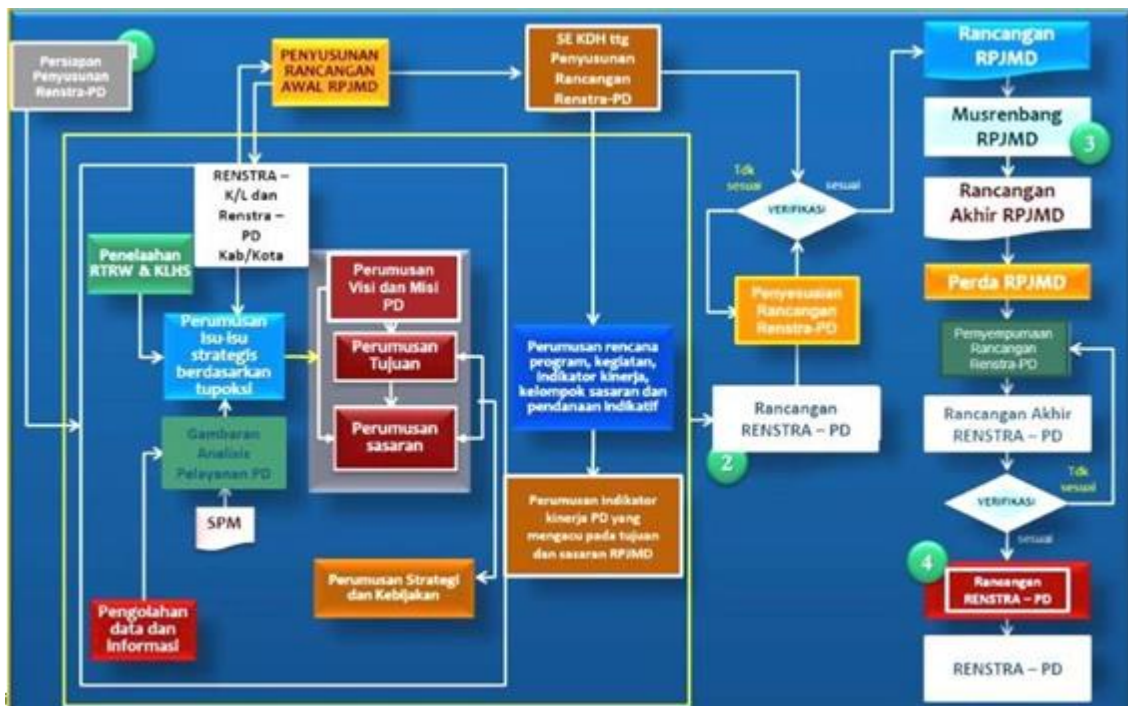 1
Persiapan
Penyusunan
Renstra-PD
PENYUSUNAN
RANCANGAN
AWAL RPJMD
SE KDH ttg
Penyusunan
Rancangan
Renstra-PD
Rancangan
RPJMD
Musrenbang
RPJMD
3
Rancangan
Akhir RPJMD
Perda RPJMD
Penyempurnaan
Rancangan
Renstra-PD
Rancangan Akhir
RENSTRA – PD
Tdk
sesuai
VERIFIKASI
sesuai
4
Rancangan
RENSTRA – PD
RENSTRA – PD
RENSTRA –
K/L dan
Renstra –
PD
Kab/Kota
Penelaahan
RTRW & KLHS
Perumusan
Isu-isu
strategis
berdasarkan
tupoksi
Gambaran
Analisis
Pelayanan PD
SPM
Pengolahan
data dan
informasi
Perumusan
Visi dan Misi
PD
Perumusan
Tujuan
Perumusan
sasaran
Perumusan Strategi
dan Kebijakan
Perumusan rencana
program, kegiatan,
indikator kinerja,
kelompok sasaran dan
pendanaan indikatif
Perumusan indikator
kinerja PD yang
mengacu pada tujuan
dan sasaran RPJMD
Tdk
sesuai
sesuai
VERIFIKASI
Penyesuaian
Rancangan
Renstra-PD
Rancangan
RENSTRA – PD
2